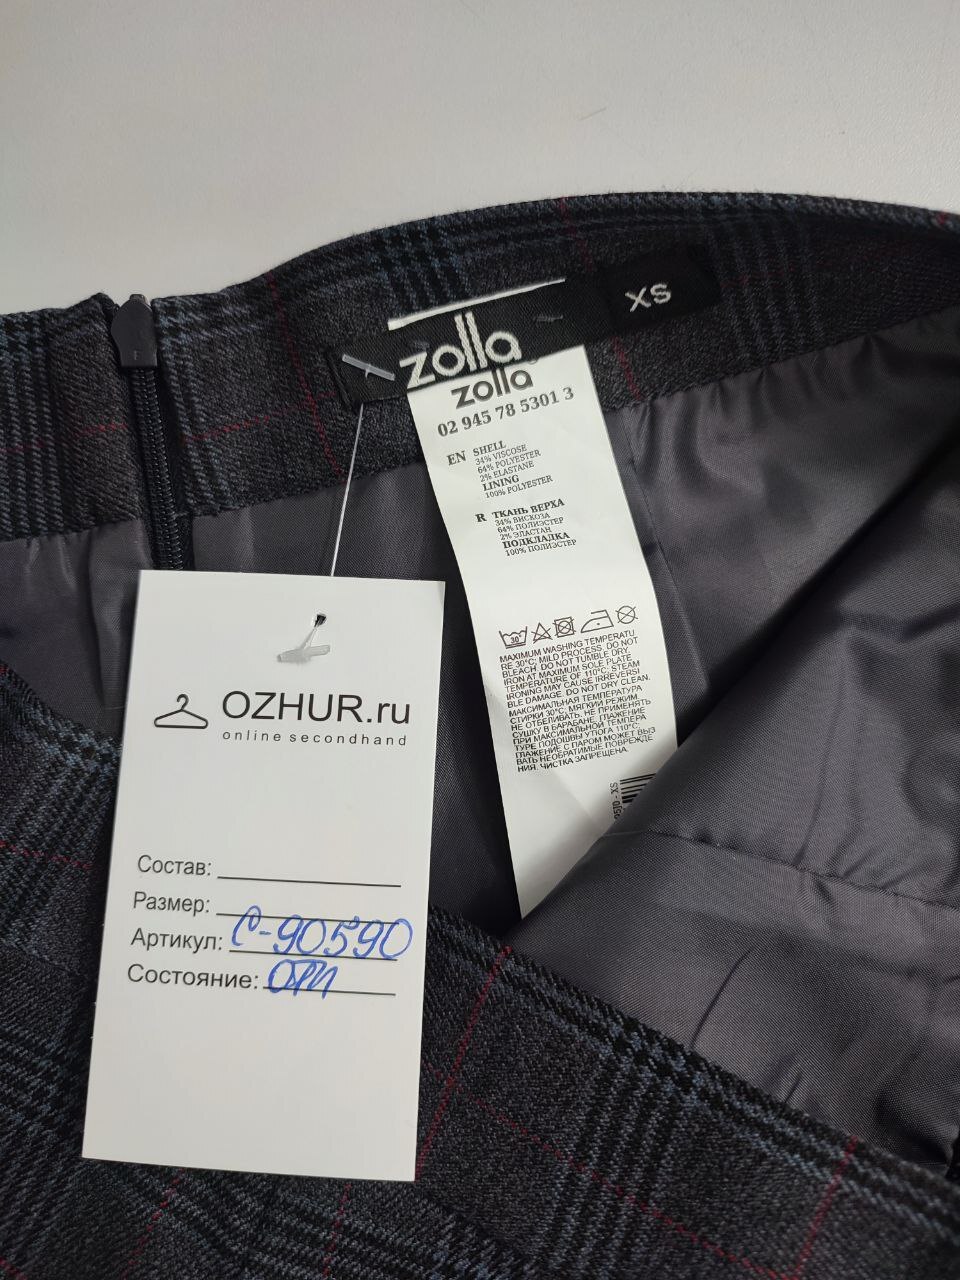 XS
zolla
zolla
02 945 78 5301 3
EN SHELL
34% VISCOSE
64% POLYESTER
2% ELASTANE
LINING
100% POLYESTER
R ТКАНЬ ВЕРХА
34% ВИСКОЗА
64% ПОЛИЭСТЕР
2% ЭЛАСТАН
ПОДКЛАДКА
100% ПОЛИЭСТЕР
30°
MAXIMUM WASHING TEMPERATU
RE 30°C; MILD PROCESS. DO NOT
BLEACH. DO NOT TUMBLE DRY.
IRON AT MAXIMUM SOLE PLATE
TEMPERATURE OF 110°C; STEAM
IRONING MAY CAUSE IRREVERSI
BLE DAMAGE. DO NOT DRY CLEAN.
МАКСИМАЛЬНАЯ ТЕМПЕРАТУРА
СТИРКИ 30°C; МЯГКИЙ РЕЖИМ.
НЕ ОТБЕЛИВАТЬ. НЕ ПРИМЕНЯТЬ
СУШКУ В БАРАБАНЕ. ГЛАЖЕНИЕ
ПРИ МАКСИМАЛЬНОЙ ТЕМПЕРА
ТУРЕ ПОДОШВЫ УТЮГА 110°C;
ГЛАЖЕНИЕ С ПАРОМ МОЖЕТ ВЫЗ
ВАТЬ НЕОБРАТИМЫЕ ПОВРЕЖДЕ
НИЯ. ЧИСТКА ЗАПРЕЩЕНА.
OZHUR.ru
online secondhand
Состав:
Размер:
Артикул: С-90590
Состояние: ОТЛ